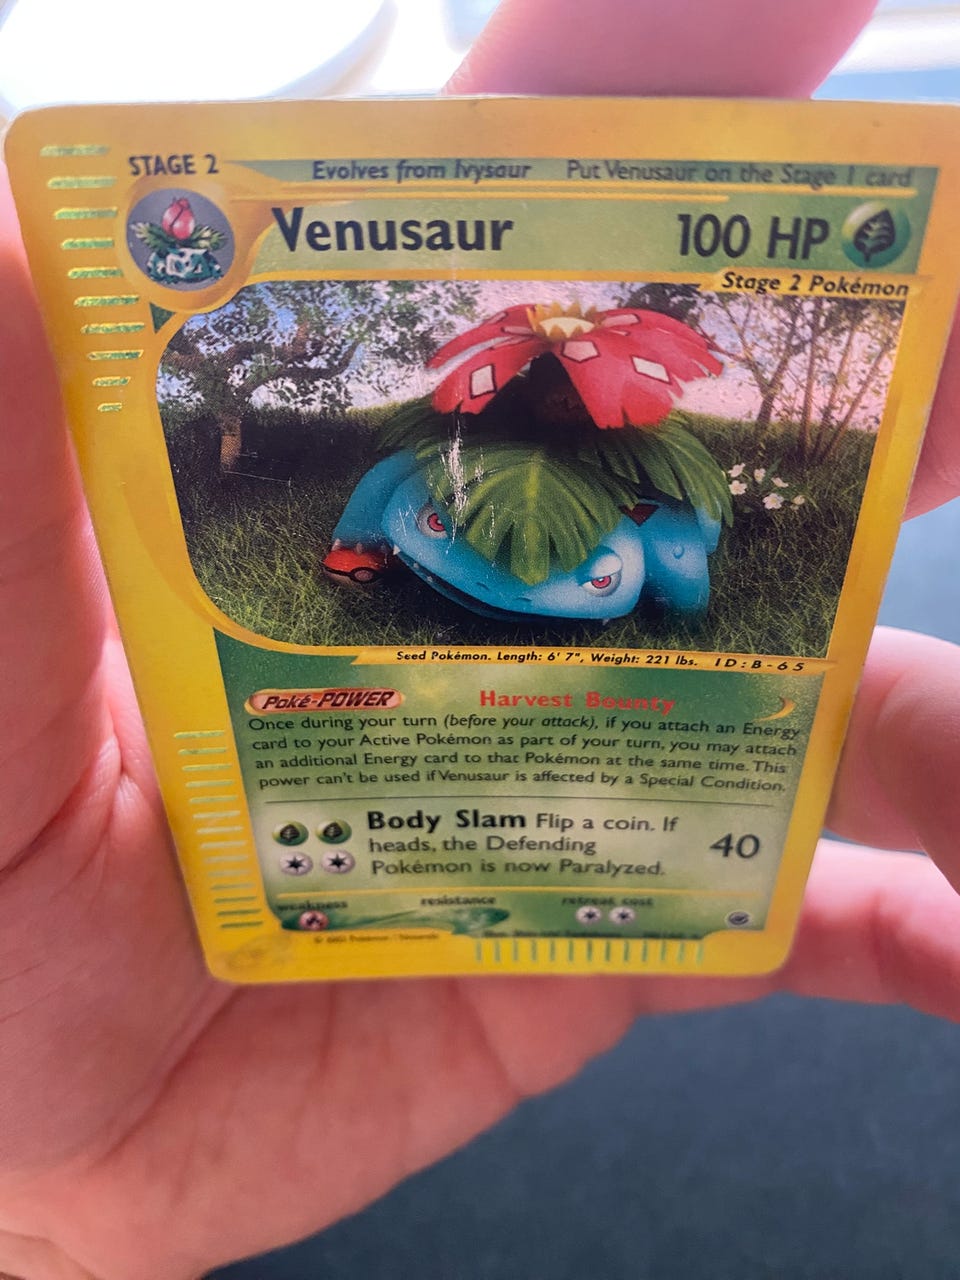 STAGE 2 Evolves from Ivysaur Put Venusaur on the Stage 1 card
Venusaur 100 HP
Stage 2 Pokémon
Seed Pokémon. Length: 6' 7", Weight: 221 lbs. ID:B-65
Poké-POWER Harvest Bounty
Once during your turn (before your attack), if you attach an Energy
card to your Active Pokémon as part of your turn, you may attach
an additional Energy card to that Pokémon at the same time. This
power can't be used if Venusaur is affected by a Special Condition.
Body Slam Flip a coin. If
heads, the Defending
Pokémon is now Paralyzed.
40
weakness resistance retreat cost